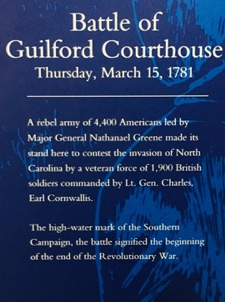 Battle of
Guilford Courthouse
Thursday, March 15, 1781
A rebel army of 4,400 Americans led by
Major General Nathanael Greene made its
stand here to contest the invasion of North
Carolina by a veteran force of 1,900 British
soldiers commanded by Lt. Gen. Charles,
Earl Cornwallis.
The high-water mark of the Southern
Campaign, the battle signified the beginning
of the end of the Revolutionary War.